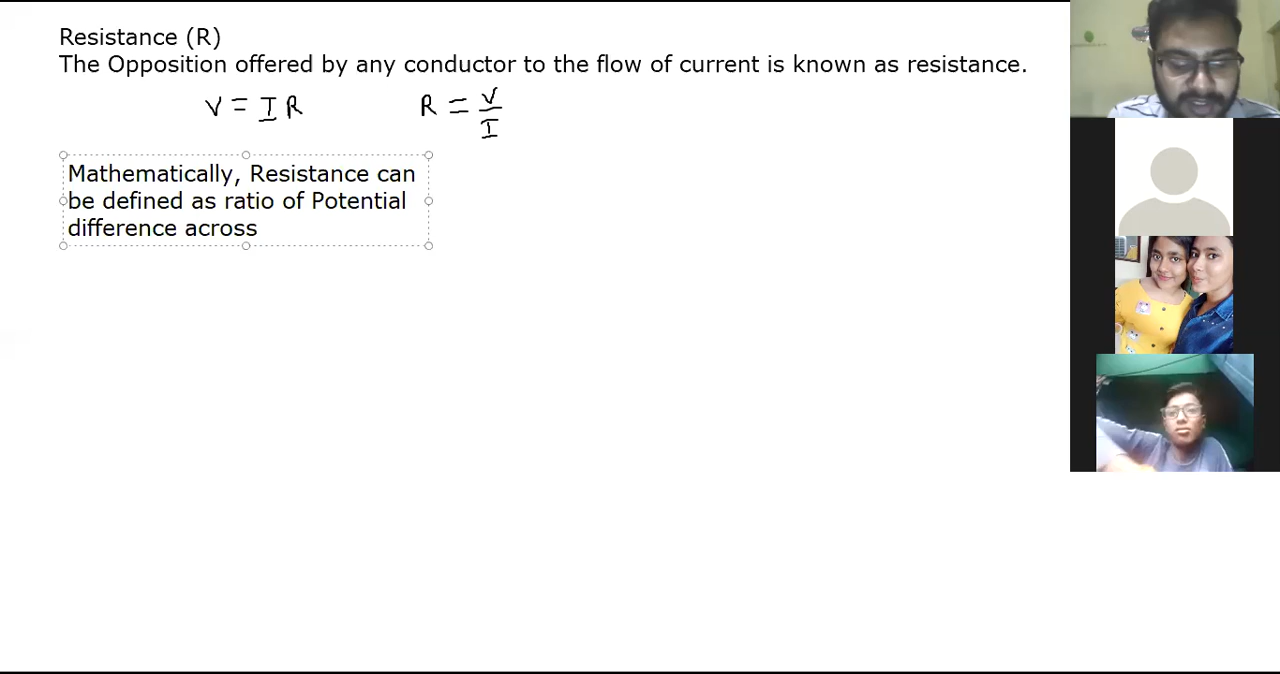 Resistance (R)
The Opposition offered by any conductor to the flow of current is known as resistance.
V = I R    R = V/I
Mathematically, Resistance can
be defined as ratio of Potential
difference across